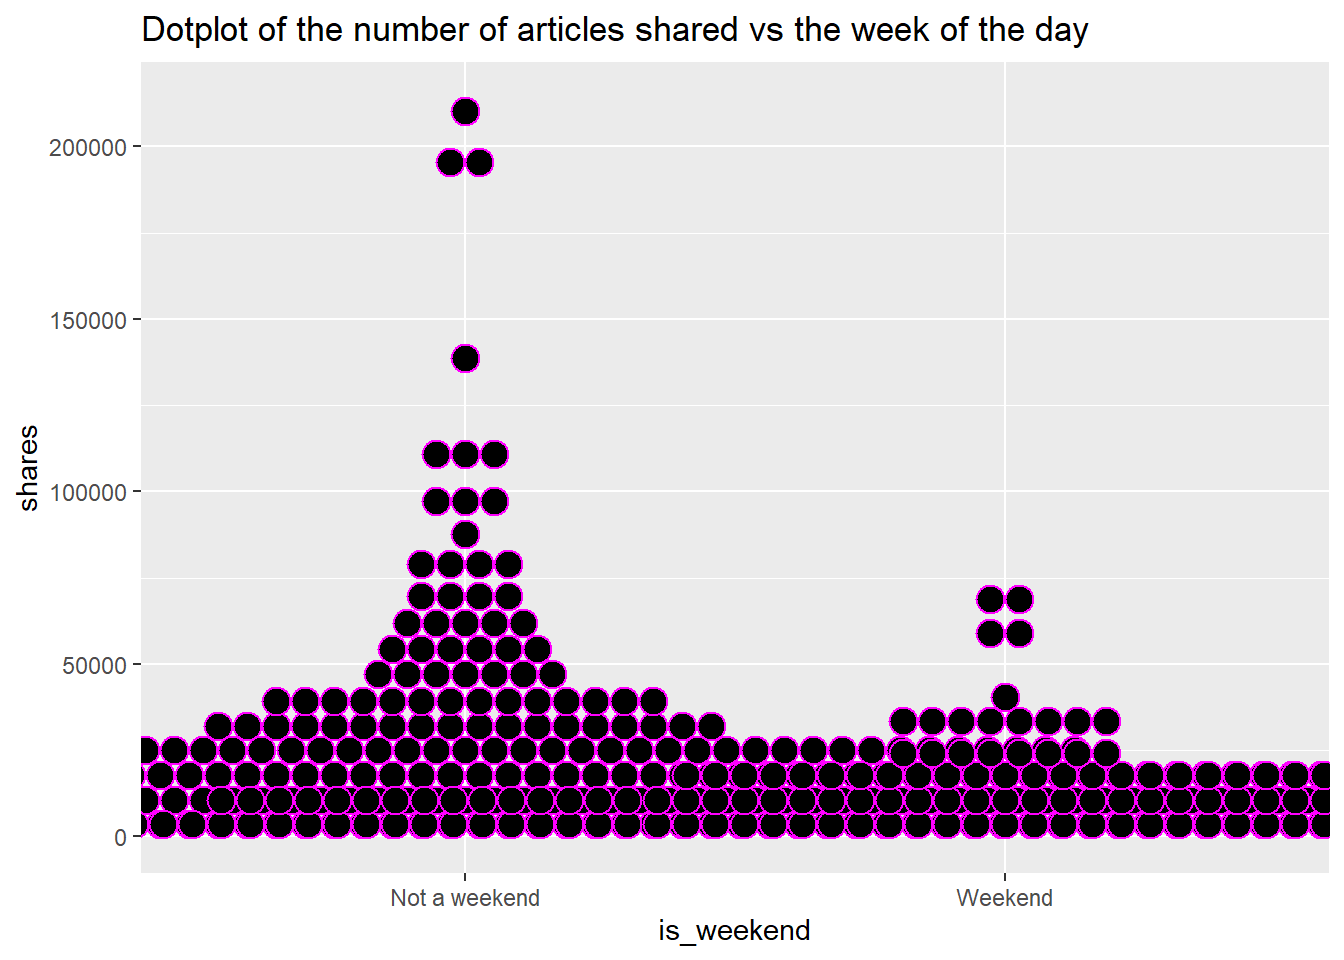 Dotplot of the number of articles shared vs the week of the day
shares
200000
150000
100000
50000
0
Not a weekend
Weekend
is_weekend